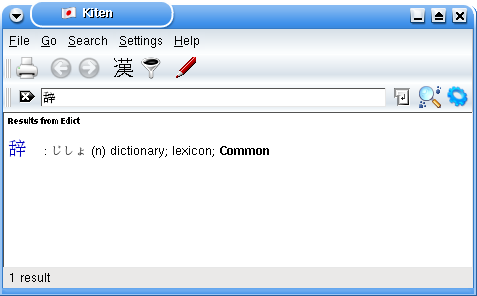 Kiten
File Go Search Settings Help
漢
辞
Results from Edict
辞 : じしょ (n) dictionary; lexicon; Common
1 result